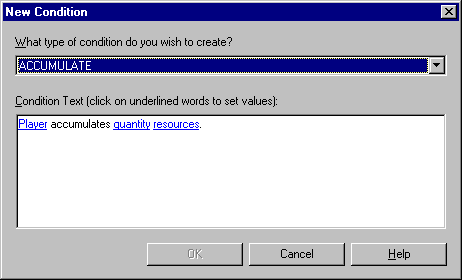 New Condition
What type of condition do you wish to create?
ACCUMULATE
Condition Text (click on underlined words to set values):
Player accumulates quantity resources.
OK Cancel Help